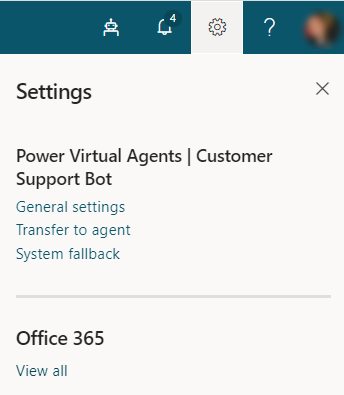 4
?
Settings
Power Virtual Agents | Customer
Support Bot
General settings
Transfer to agent
System fallback
Office 365
View all